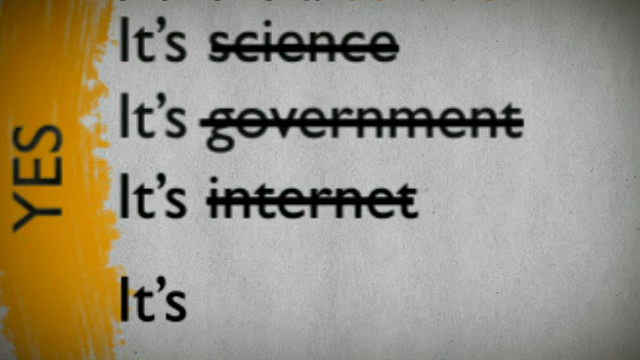 It's science
It's government
It's internet
It's
YES